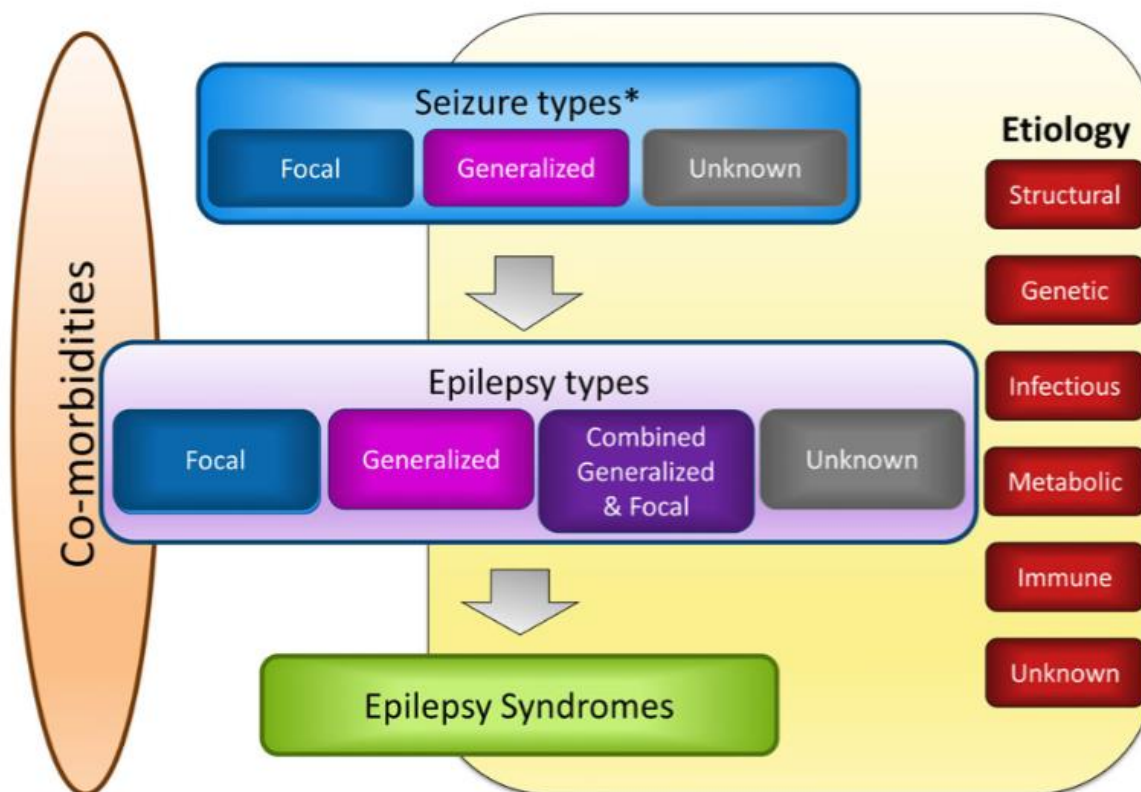 Co-morbidities
Seizure types*
Focal
Generalized
Unknown
Epilepsy types
Focal
Generalized
Combined
Generalized
& Focal
Unknown
Epilepsy Syndromes
Etiology
Structural
Genetic
Infectious
Metabolic
Immune
Unknown